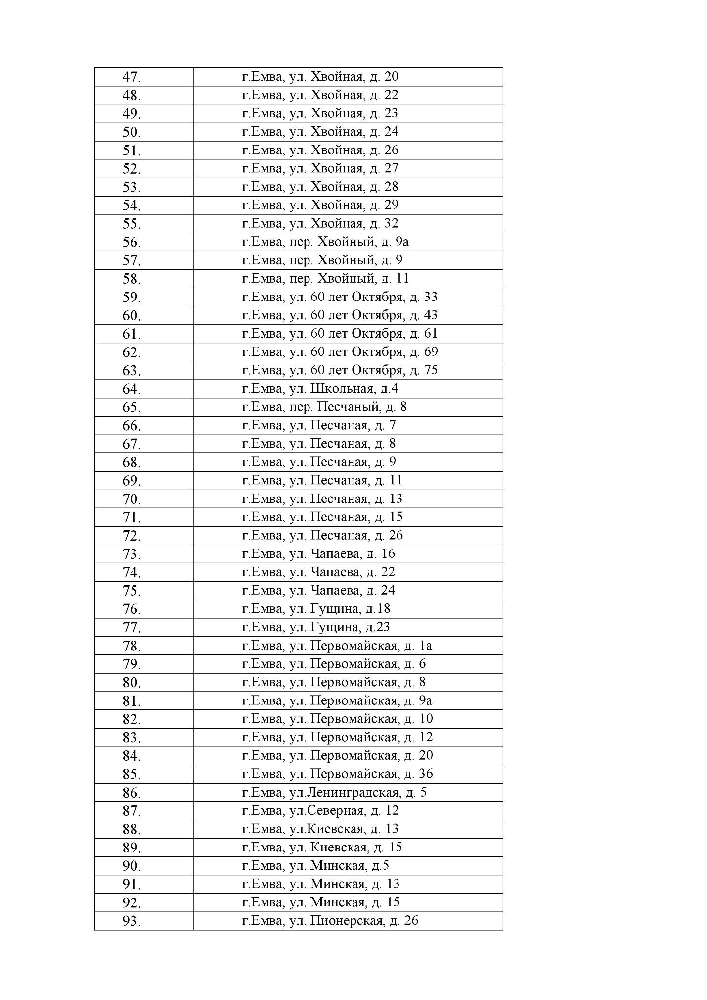 47. г.Емва, ул. Хвойная, д. 20
48. г.Емва, ул. Хвойная, д. 22
49. г.Емва, ул. Хвойная, д. 23
50. г.Емва, ул. Хвойная, д. 24
51. г.Емва, ул. Хвойная, д. 26
52. г.Емва, ул. Хвойная, д. 27
53. г.Емва, ул. Хвойная, д. 28
54. г.Емва, ул. Хвойная, д. 29
55. г.Емва, ул. Хвойная, д. 32
56. г.Емва, пер. Хвойный, д. 9а
57. г.Емва, пер. Хвойный, д. 9
58. г.Емва, пер. Хвойный, д. 11
59. г.Емва, ул. 60 лет Октября, д. 33
60. г.Емва, ул. 60 лет Октября, д. 43
61. г.Емва, ул. 60 лет Октября, д. 61
62. г.Емва, ул. 60 лет Октября, д. 69
63. г.Емва, ул. 60 лет Октября, д. 75
64. г.Емва, ул. Школьная, д.4
65. г.Емва, пер. Песчаный, д. 8
66. г.Емва, ул. Песчаная, д. 7
67. г.Емва, ул. Песчаная, д. 8
68. г.Емва, ул. Песчаная, д. 9
69. г.Емва, ул. Песчаная, д. 11
70. г.Емва, ул. Песчаная, д. 13
71. г.Емва, ул. Песчаная, д. 15
72. г.Емва, ул. Песчаная, д. 26
73. г.Емва, ул. Чапаева, д. 16
74. г.Емва, ул. Чапаева, д. 22
75. г.Емва, ул. Чапаева, д. 24
76. г.Емва, ул. Гущина, д.18
77. г.Емва, ул. Гущина, д.23
78. г.Емва, ул. Первомайская, д. 1а
79. г.Емва, ул. Первомайская, д. 6
80. г.Емва, ул. Первомайская, д. 8
81. г.Емва, ул. Первомайская, д. 9а
82. г.Емва, ул. Первомайская, д. 10
83. г.Емва, ул. Первомайская, д. 12
84. г.Емва, ул. Первомайская, д. 20
85. г.Емва, ул. Первомайская, д. 36
86. г.Емва, ул.Ленинградская, д. 5
87. г.Емва, ул.Северная, д. 12
88. г.Емва, ул.Киевская, д. 13
89. г.Емва, ул. Киевская, д. 15
90. г.Емва, ул. Минская, д.5
91. г.Емва, ул. Минская, д. 13
92. г.Емва, ул. Минская, д. 15
93. г.Емва, ул. Пионерская, д. 26